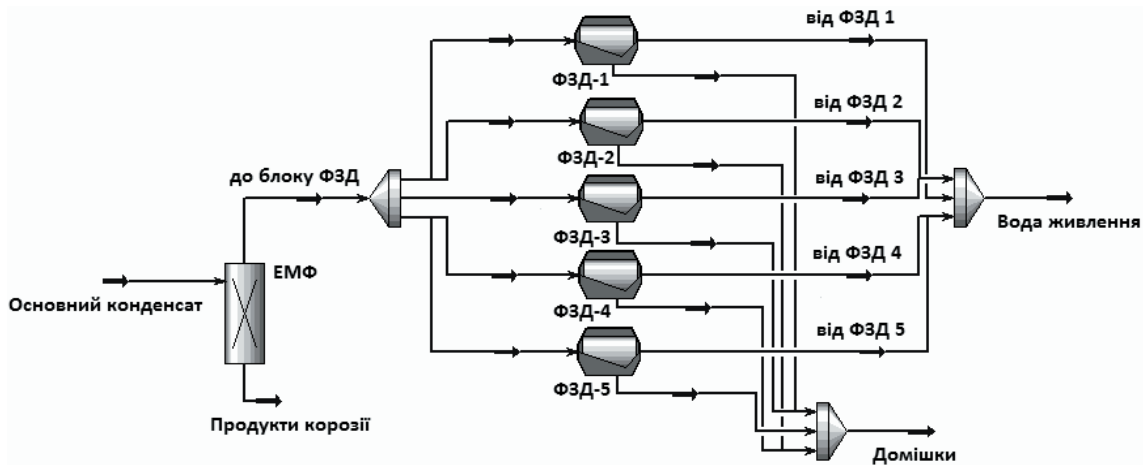 від ФЗД 1
ФЗД-1
від ФЗД 2
ФЗД-2
до блоку ФЗД
від ФЗД 3
Вода живлення
ФЗД-3
від ФЗД 4
ЕМФ
Основний конденсат
ФЗД-4
від ФЗД 5
ФЗД-5
Продукти корозії
Домішки